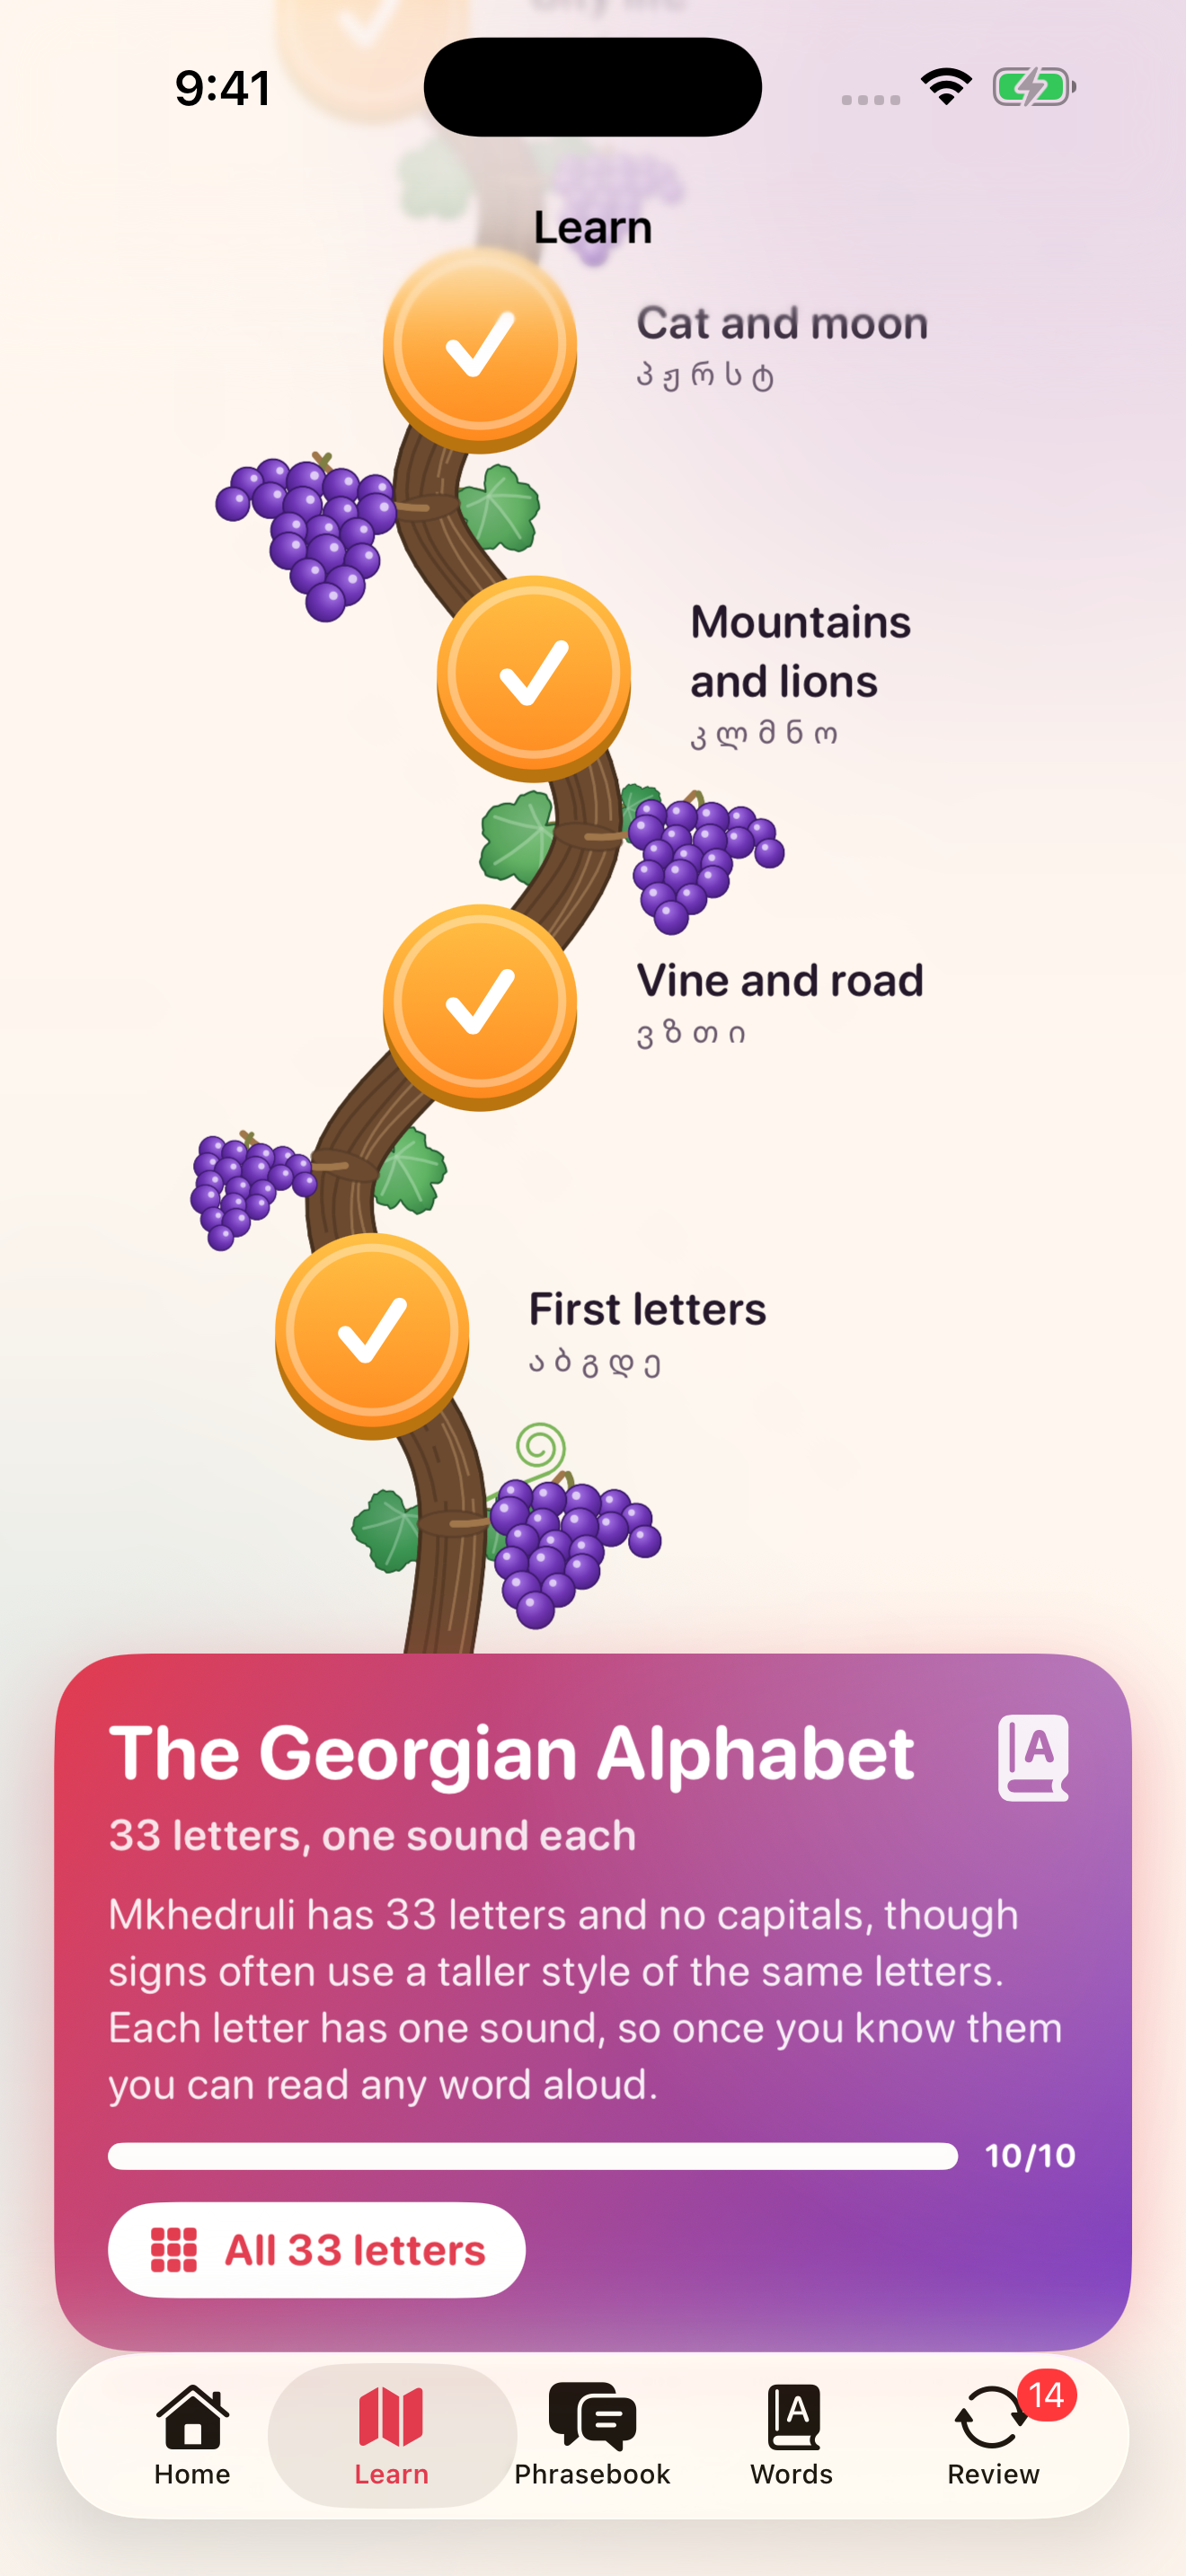 9:41
Learn
Cat and moon
პ ჟ რ ს ტ
Mountains
and lions
კ ლ მ ნ ო
Vine and road
ვ ზ თ ი
First letters
ა ბ გ დ ე
The Georgian Alphabet
A
33 letters, one sound each
Mkhedruli has 33 letters and no capitals, though
signs often use a taller style of the same letters.
Each letter has one sound, so once you know them
you can read any word aloud.
10/10
All 33 letters
A
14
Home
Learn
Phrasebook
Words
Review